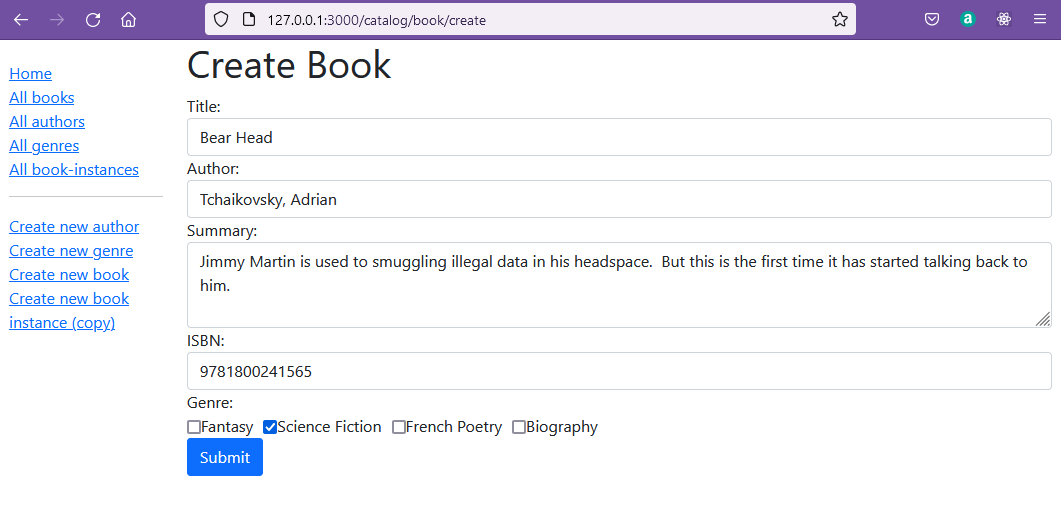 127.0.0.1:3000/catalog/book/create
Home
All books
All authors
All genres
All book-instances
Create new author
Create new genre
Create new book
Create new book
instance (copy)
Create Book
Title:
Bear Head
Author:
Tchaikovsky, Adrian
Summary:
Jimmy Martin is used to smuggling illegal data in his headspace.  But this is the first time it has started talking back to
him.
ISBN:
9781800241565
Genre:
Fantasy Science Fiction French Poetry Biography
Submit